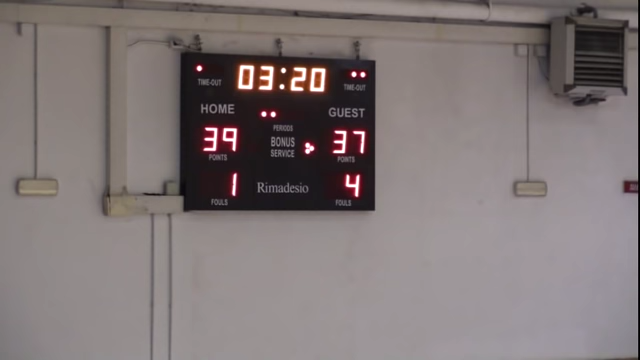 03:20
TIME-OUT TIME-OUT
HOME GUEST
PERIODS
39 BONUS 37
POINTS SERVICE POINTS
1 Rimadesio 4
FOULS FOULS